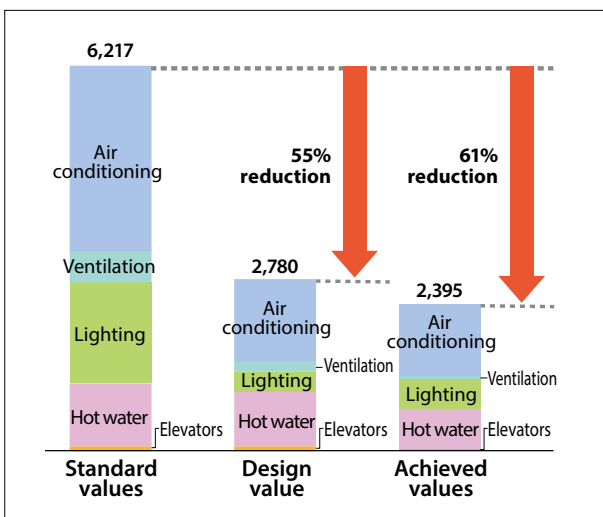 6,217
Air
conditioning
Ventilation
Lighting
Hot water
Elevators
Standard
values
55%
reduction
2,780
Air
conditioning
Ventilation
Lighting
Hot water
Elevators
Design
value
61%
reduction
2,395
Air
conditioning
Ventilation
Lighting
Hot water
Elevators
Achieved
values